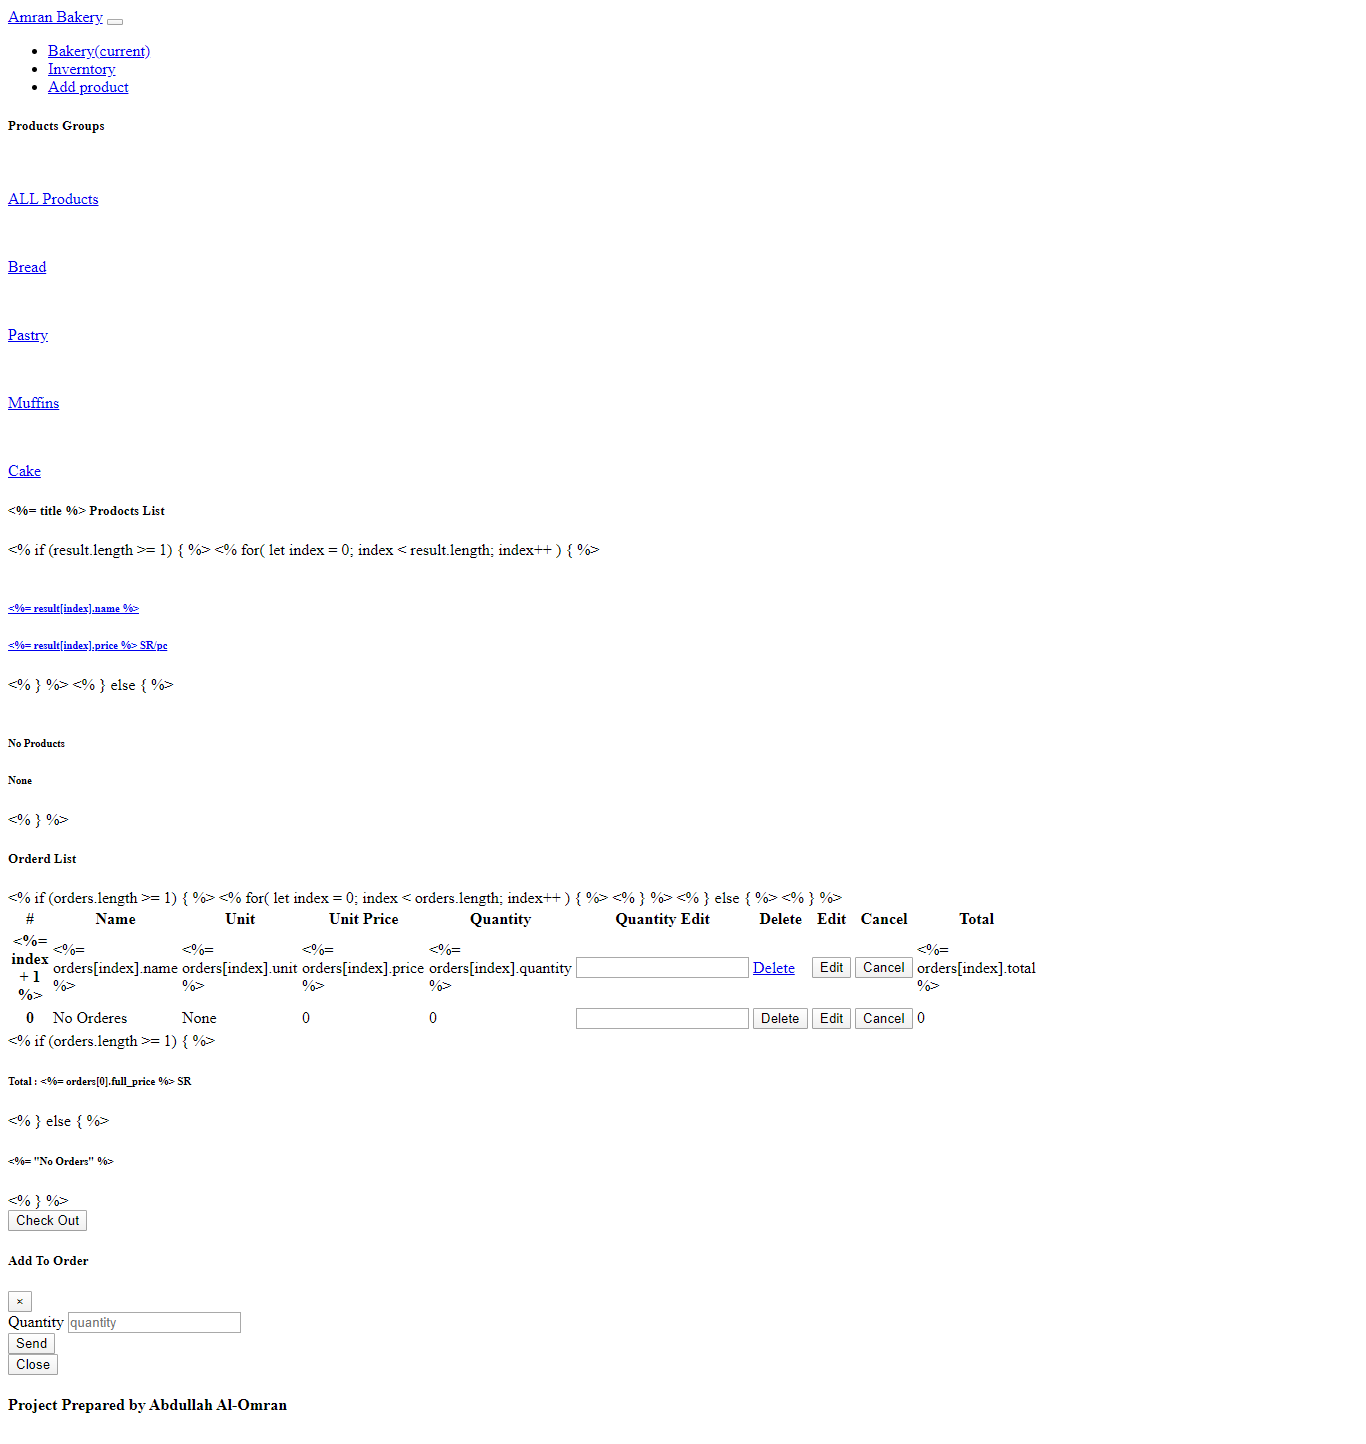 Amran Bakery
Bakery(current)
Inverntory
Add product
Products Groups
ALL Products
Bread
Pastry
Muffins
Cake
<%= title %> Prodocts List
<% if (result.length >= 1) { %> <% for( let index = 0; index < result.length; index++ ) { %>
<%= result[index].name %>
<%= result[index].price %> SR/pc
<% } %> <% } else { %>
No Products
None
<% } %>
Orderd List
<% if (orders.length >= 1) { %> <% for( let index = 0; index < orders.length; index++ ) { %> <% } %> <% } else { %> <% } %>
# Name Unit Unit Price Quantity Quantity Edit Delete Edit Cancel Total
<%= index + 1 %> <%= orders[index].name %> <%= orders[index].unit %> <%= orders[index].price %> <%= orders[index].quantity %> Delete Edit Cancel <%= orders[index].total %>
0 No Orderes None 0 0 Delete Edit Cancel 0
<% if (orders.length >= 1) { %>
Total : <%= orders[0].full_price %> SR
<% } else { %>
<%= "No Orders" %>
<% } %>
Check Out
Add To Order
×
Quantity quantity
Send
Close
Project Prepared by Abdullah Al-Omran